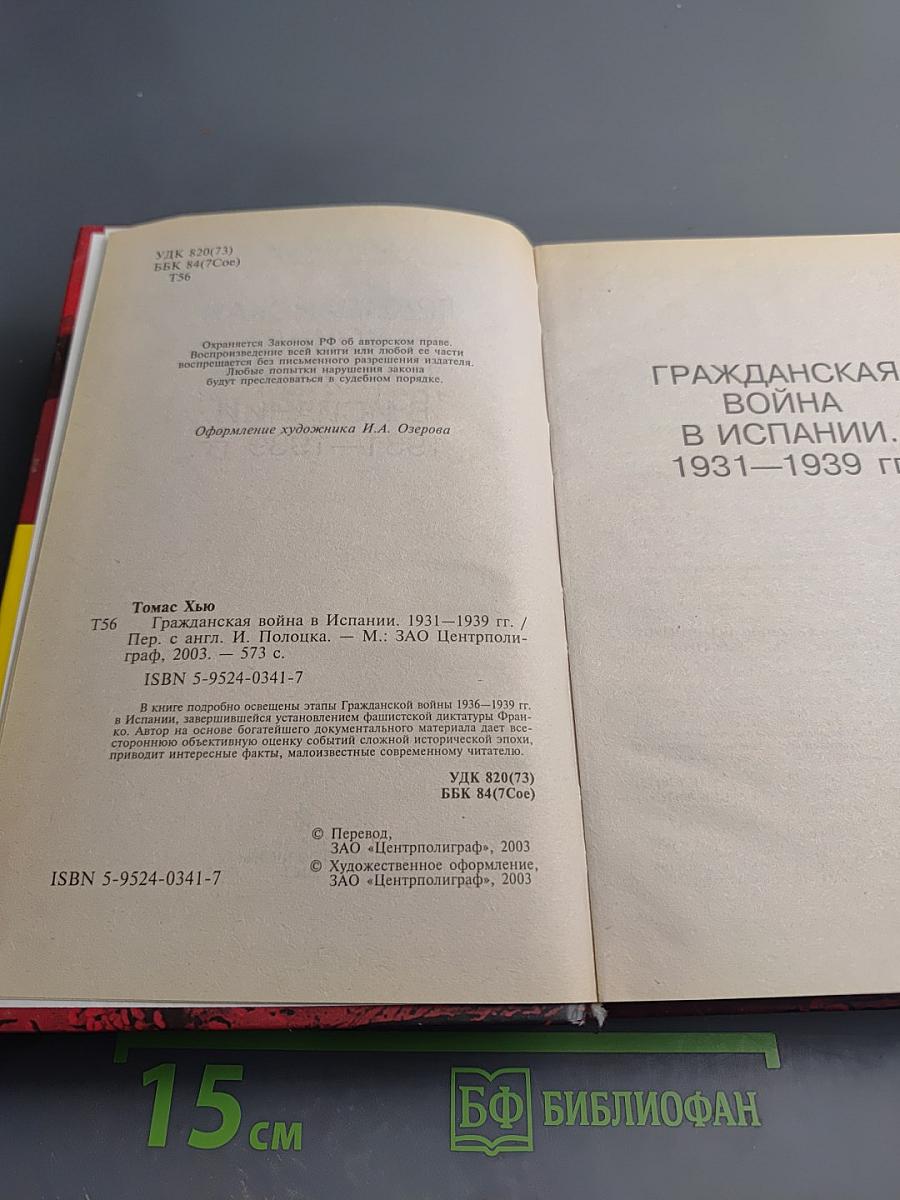 УДК 820(73)
ББК 84(7Сое)
Т56
Охраняется Законом РФ об авторском праве.
Воспроизведение всей книги или любой ее части
воспрещается без письменного разрешения издателя.
Любые попытки нарушения закона
будут преследоваться в судебном порядке.
Оформление художника И.А. Озерова
Томас Хью
Т56 Гражданская война в Испании. 1931—1939 гг. /
Пер. с англ. И. Полоцка. — М.: ЗАО Центрполи-
граф, 2003. — 573 с.
ISBN 5-9524-0341-7
В книге подробно освещены этапы Гражданской войны 1936—1939 гг.
в Испании, завершившейся установлением фашистской диктатуры Фран-
ко. Автор на основе богатейшего документального материала дает все-
стороннюю объективную оценку событий сложной исторической эпохи,
приводит интересные факты, малоизвестные современному читателю.
УДК 820(73)
ББК 84(7Сое)
© Перевод,
ЗАО «Центрполиграф», 2003
© Художественное оформление,
ЗАО «Центрполиграф», 2003
ISBN 5-9524-0341-7
ГРАЖДАНСКАЯ
ВОЙНА
В ИСПАНИИ.
1931—1939 гг
15 см
БФ БИБЛИОФАН